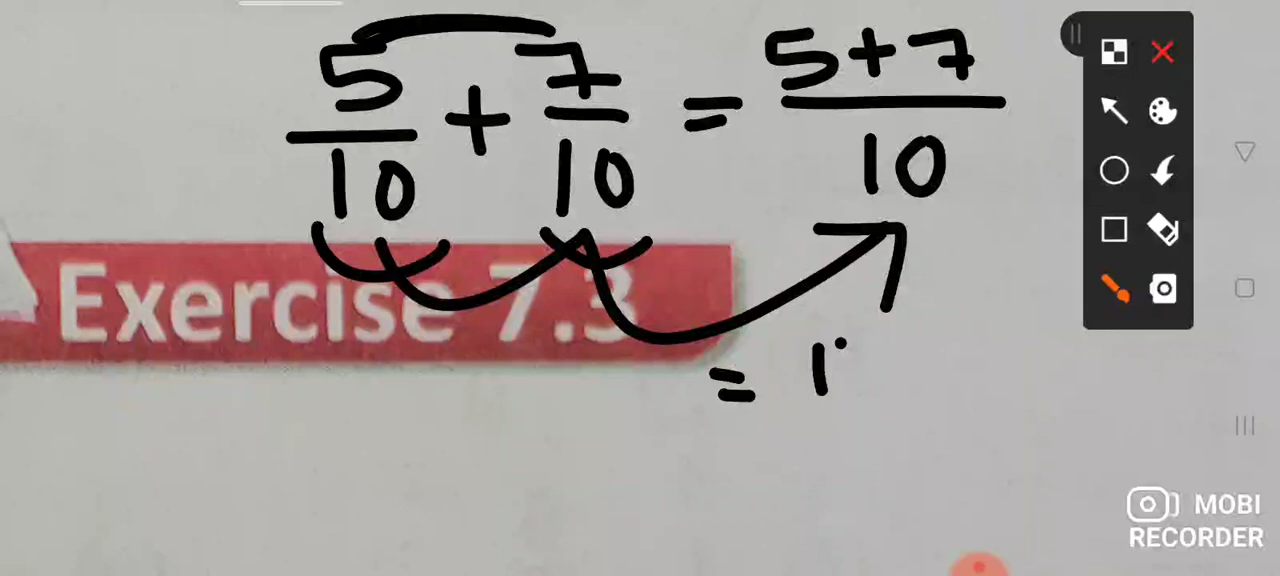 5/10 + 7/10 = 5+7/10
Exercise 7.3
= 1
MOBI
RECORDER